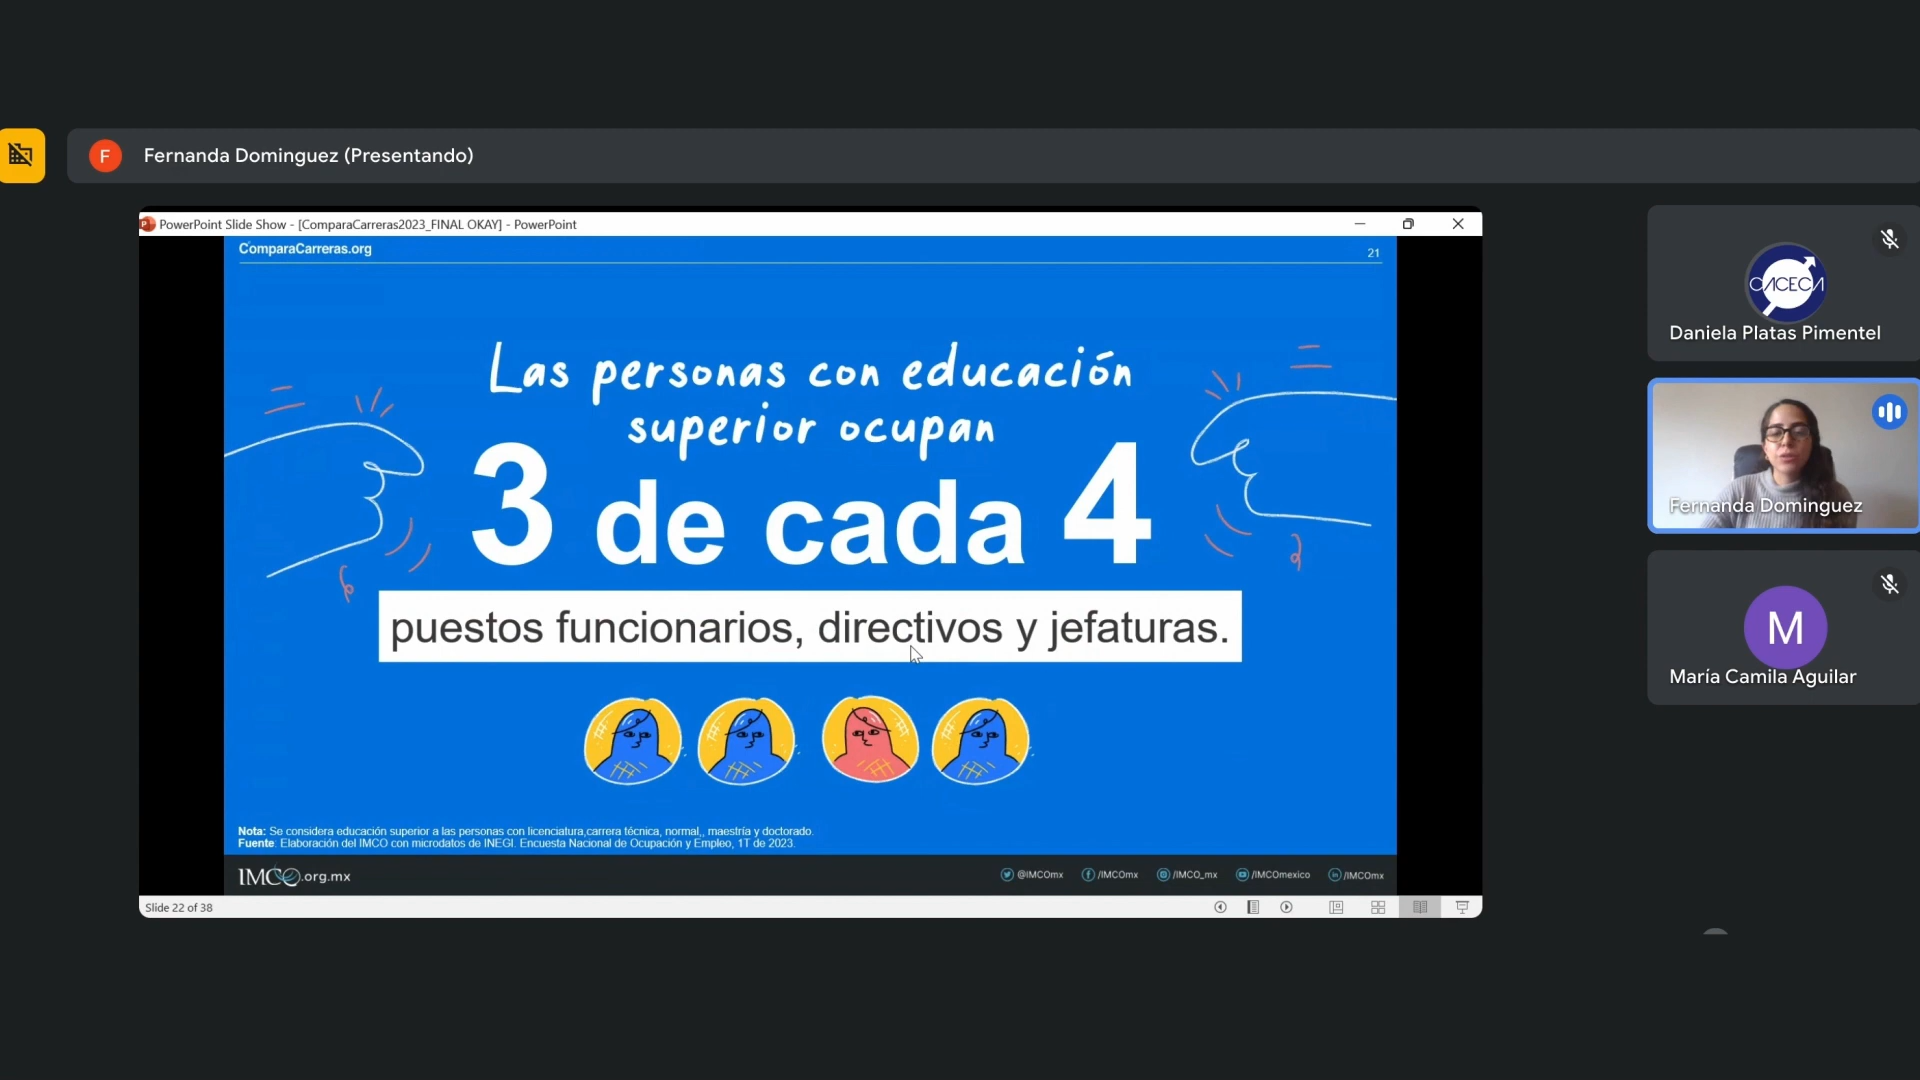 F
Fernanda Dominguez (Presentando)
PowerPoint Slide Show - [ComparaCarreras2023_FINAL OKAY] - PowerPoint
ComparaCarreras.org
21
Las personas con educación
superior ocupan
3 de cada 4
puestos funcionarios, directivos y jefaturas.
Nota: Se considera educación superior a las personas con licenciatura,carrera técnica, normal,, maestría y doctorado.
Fuente: Elaboración del IMCO con microdatos de INEGI. Encuesta Nacional de Ocupación y Empleo, 1T de 2023.
IMCO.org.mx
@IMCOmx
/IMCOmx
/IMCO_mx
/IMCOmexico
/IMCOmx
Slide 22 of 38
CACECA
Daniela Platas Pimentel
Fernanda Dominguez
M
María Camila Aguilar